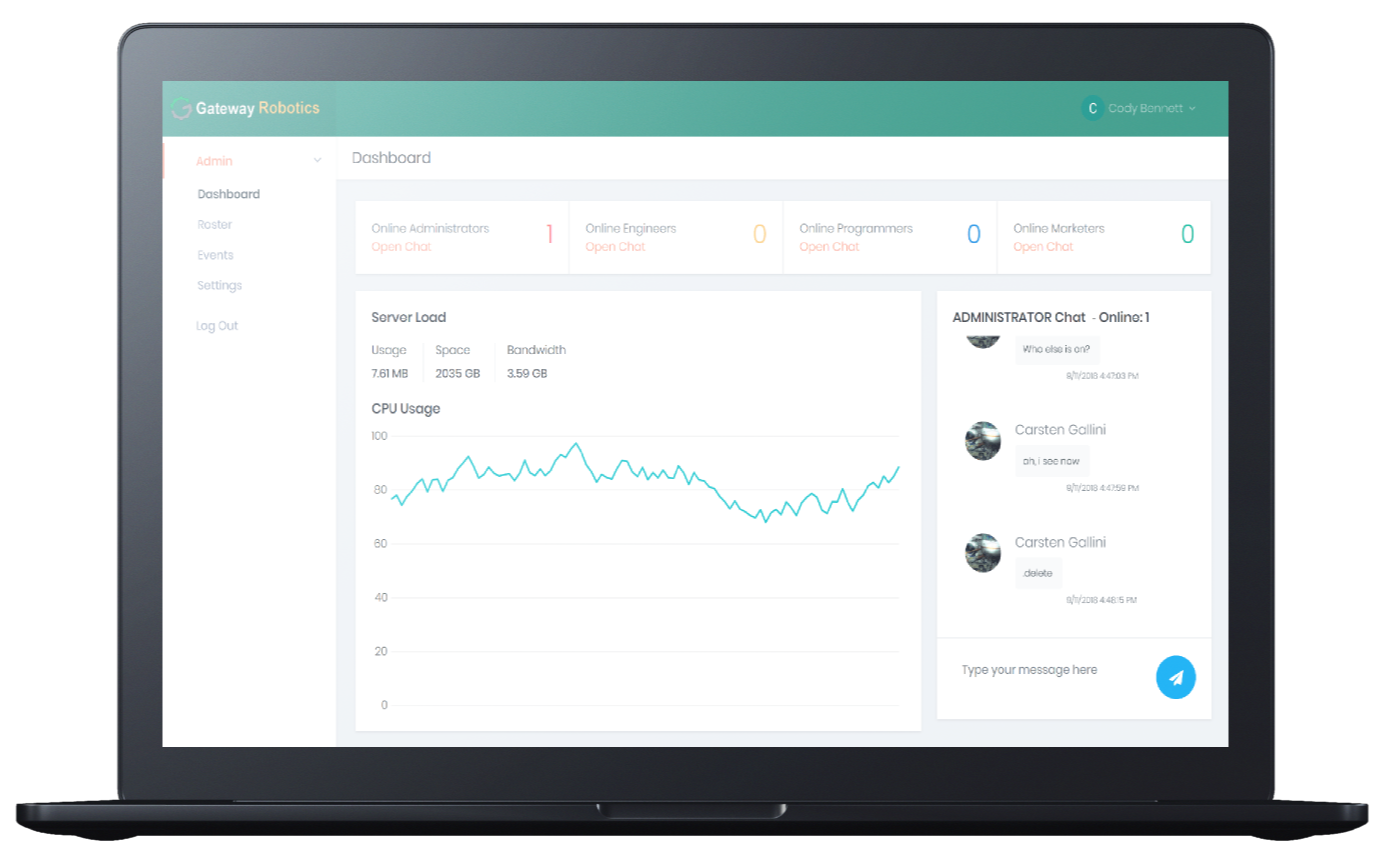 Gateway Robotics
C Cody Bennett
Admin
Dashboard
Roster
Events
Settings
Log Out
Dashboard
Online Administrators 1
Open Chat
Online Engineers 0
Open Chat
Online Programmers 0
Open Chat
Online Marketers 0
Open Chat
Server Load
Usage Space Bandwidth
7.61 MB 2035 GB 3.59 GB
CPU Usage
100
80
60
40
20
0
ADMINISTRATOR Chat - Online: 1
Who else is on?
9/11/2018 4:47:03 PM
Carsten Gallini
oh, i see now
9/11/2018 4:47:59 PM
Carsten Gallini
.delete
9/11/2018 4:48:15 PM
Type your message here